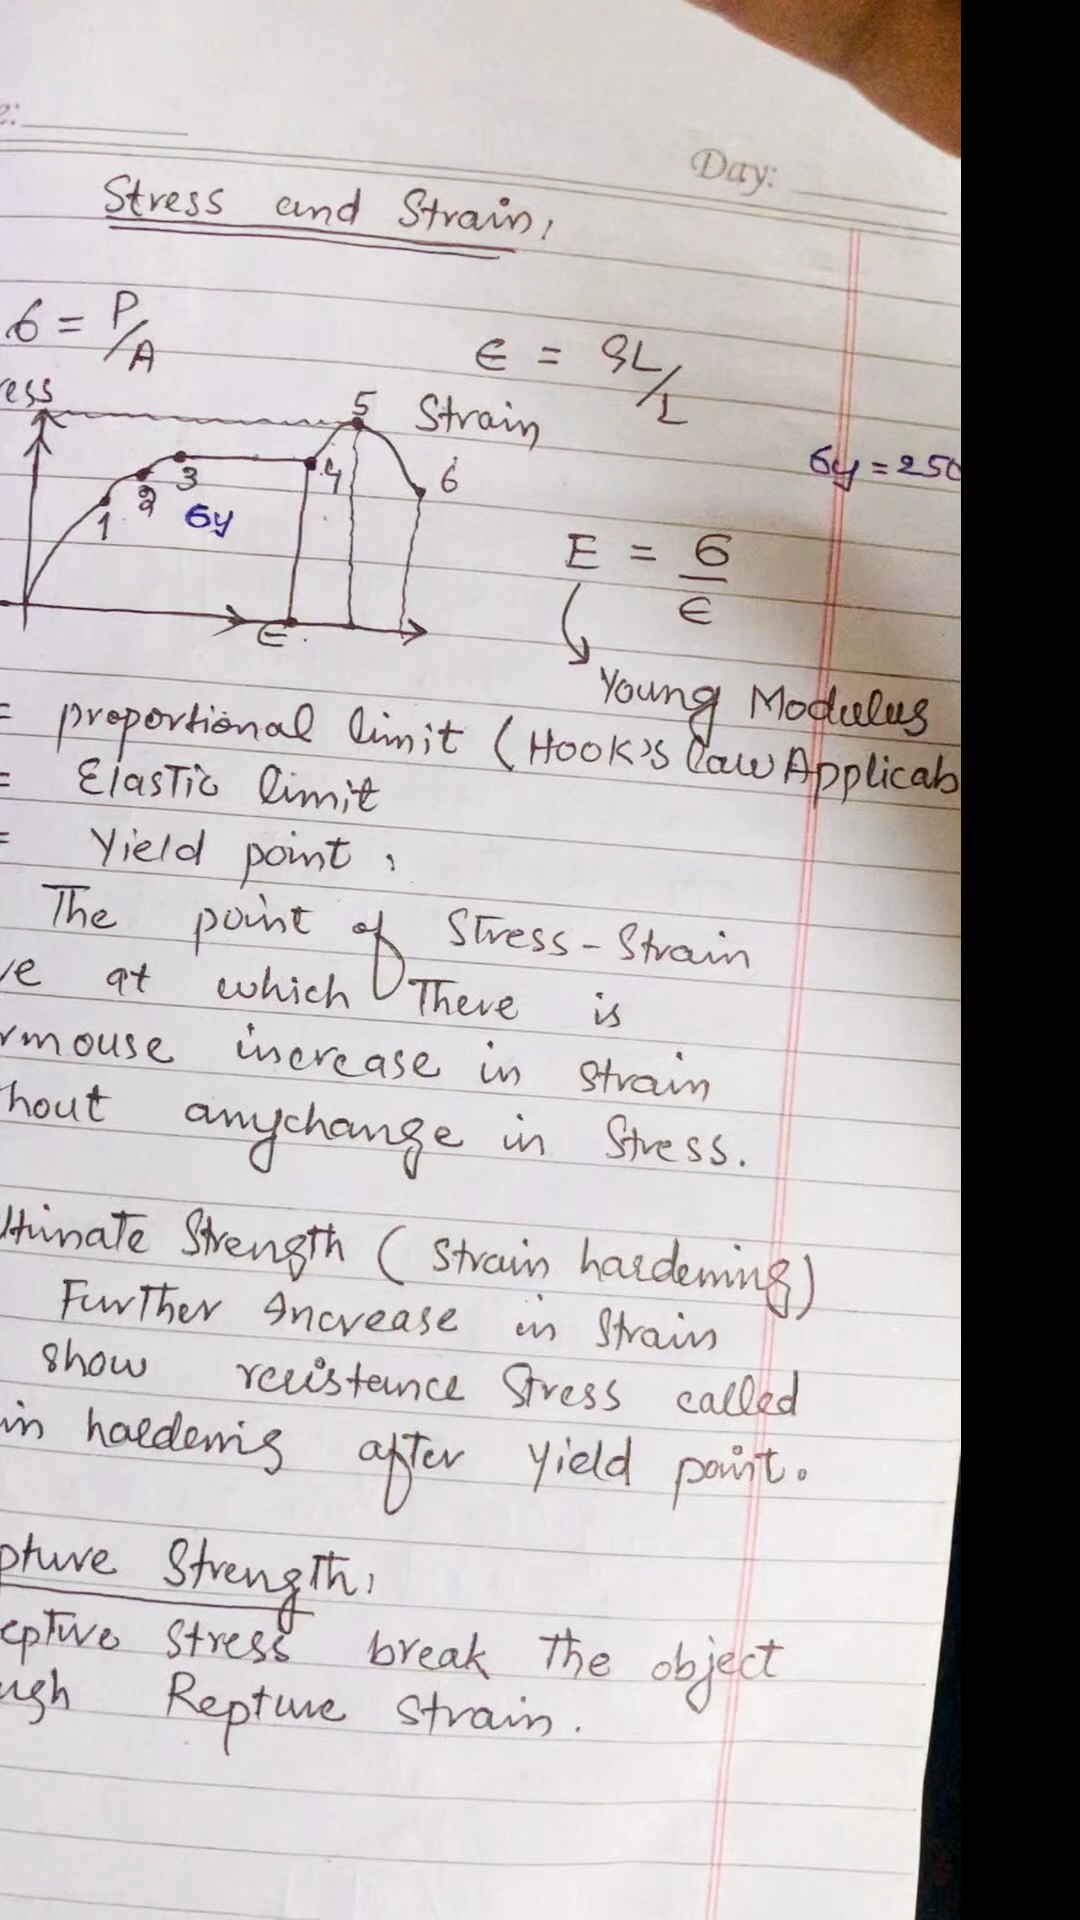 e:
Day:
Stress and Strain,
6 = P/A
ϵ = δL/L
ess
Strain
5
6
4
3
2
1
6y
6y = 250
E = 6/ϵ
ϵ
Young Modulus
= proportional limit (Hook's law Applicab
= Elastic limit
= Yield point,
The point of Stress-Strain
ve at which There is
rmouse increase in strain
hout anychange in Stress.
ltimate Strength (Strain hardening)
Further Increase in Strain
show resistance Stress called
in hardenig after yield point.
pture Strength,
eptive Stress break the object
ugh Repture Strain.